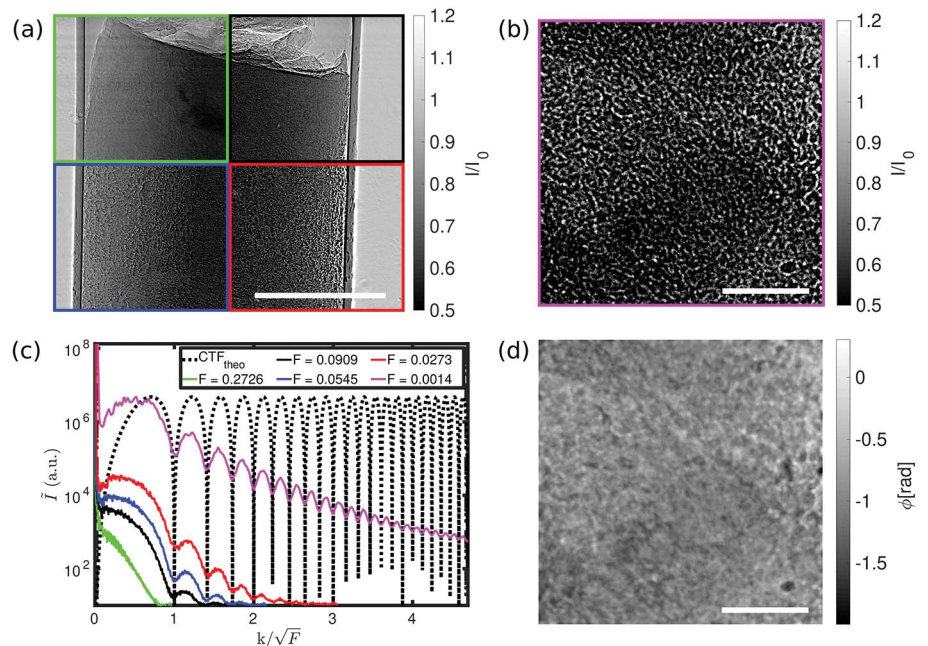 (a)
1.2
1.1
1
0.9
0.8
0.7
0.6
0.5
I/I0
(b)
1.2
1.1
1
0.9
0.8
0.7
0.6
0.5
I/I0
(c)
10^8
10^6
10^4
10^2
Ĩ (a.u.)
CTF_theo
F = 0.0909
F = 0.0273
F = 0.2726
F = 0.0545
F = 0.0014
0 1 2 3 4
k/√F
(d)
0
-0.5
-1
-1.5
ϕ[rad]